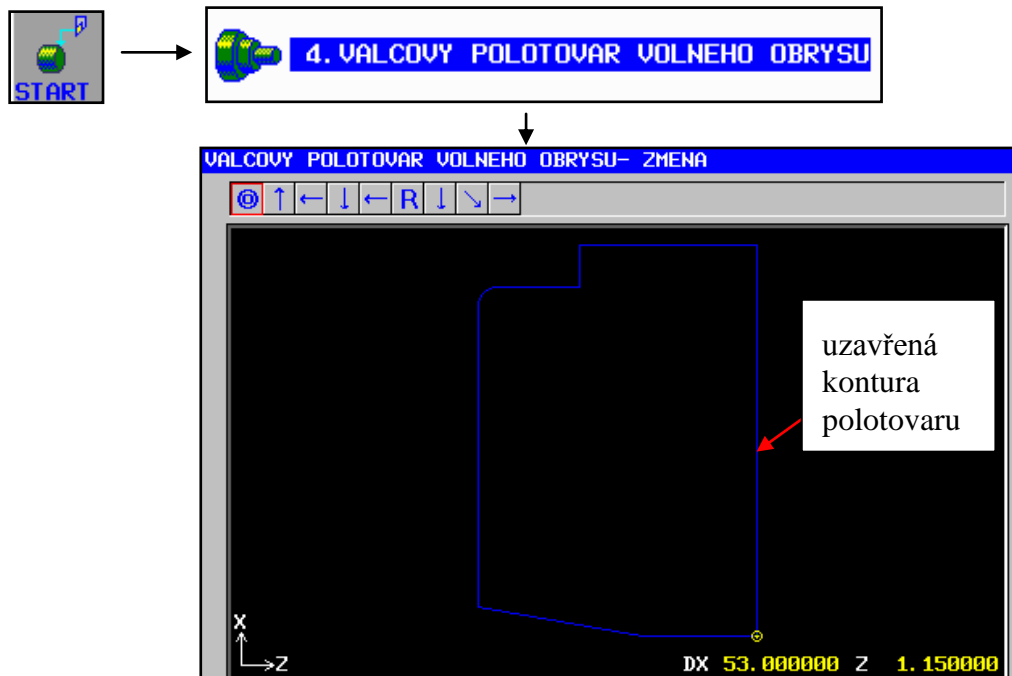 START
4.VALCOVY POLOTOVAR VOLNEHO OBRYSU
VALCOVY POLOTOVAR VOLNEHO OBRYSU- ZMENA
R
uzavřená
kontura
polotovaru
X
Z
DX 53.000000 Z 1.150000